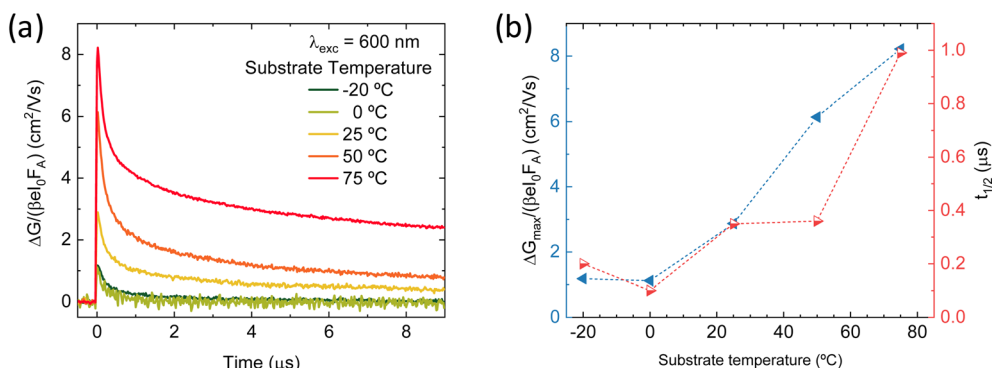 (a)
λexc = 600 nm
Substrate Temperature
-20 ºC
0 ºC
25 ºC
50 ºC
75 ºC
ΔG/(βeI0FA) (cm2/Vs)
8
6
4
2
0
0 2 4 6 8
Time (μs)
(b)
ΔGmax/(βeI0FA) (cm2/Vs)
8
6
4
2
0
-20 0 20 40 60 80
Substrate temperature (ºC)
1.0
0.8
0.6
0.4
0.2
0.0
t1/2 (μs)